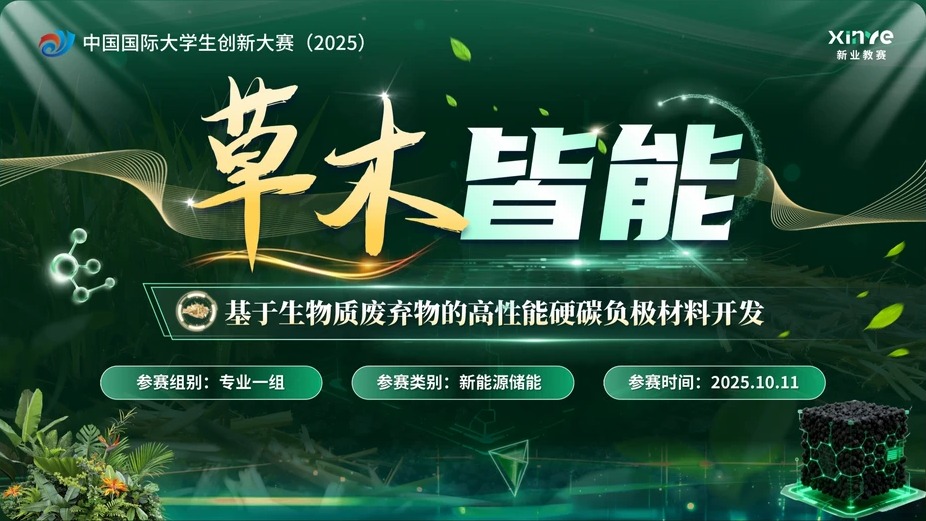 中国国际大学生创新大赛（2025）
xinye
新业教赛
草木皆能
基于生物质废弃物的高性能硬碳负极材料开发
参赛组别：专业一组
参赛类别：新能源储能
参赛时间：2025.10.11